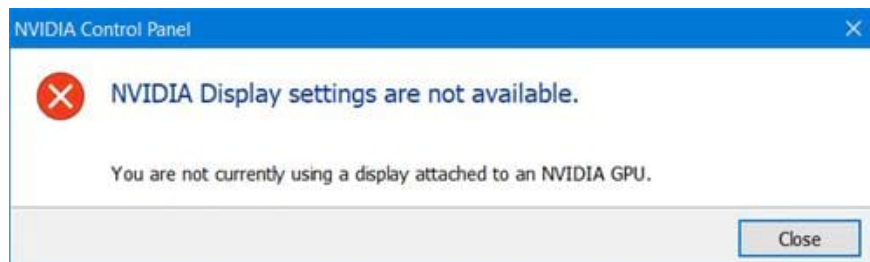 NVIDIA Control Panel
NVIDIA Display settings are not available.
You are not currently using a display attached to an NVIDIA GPU.
Close